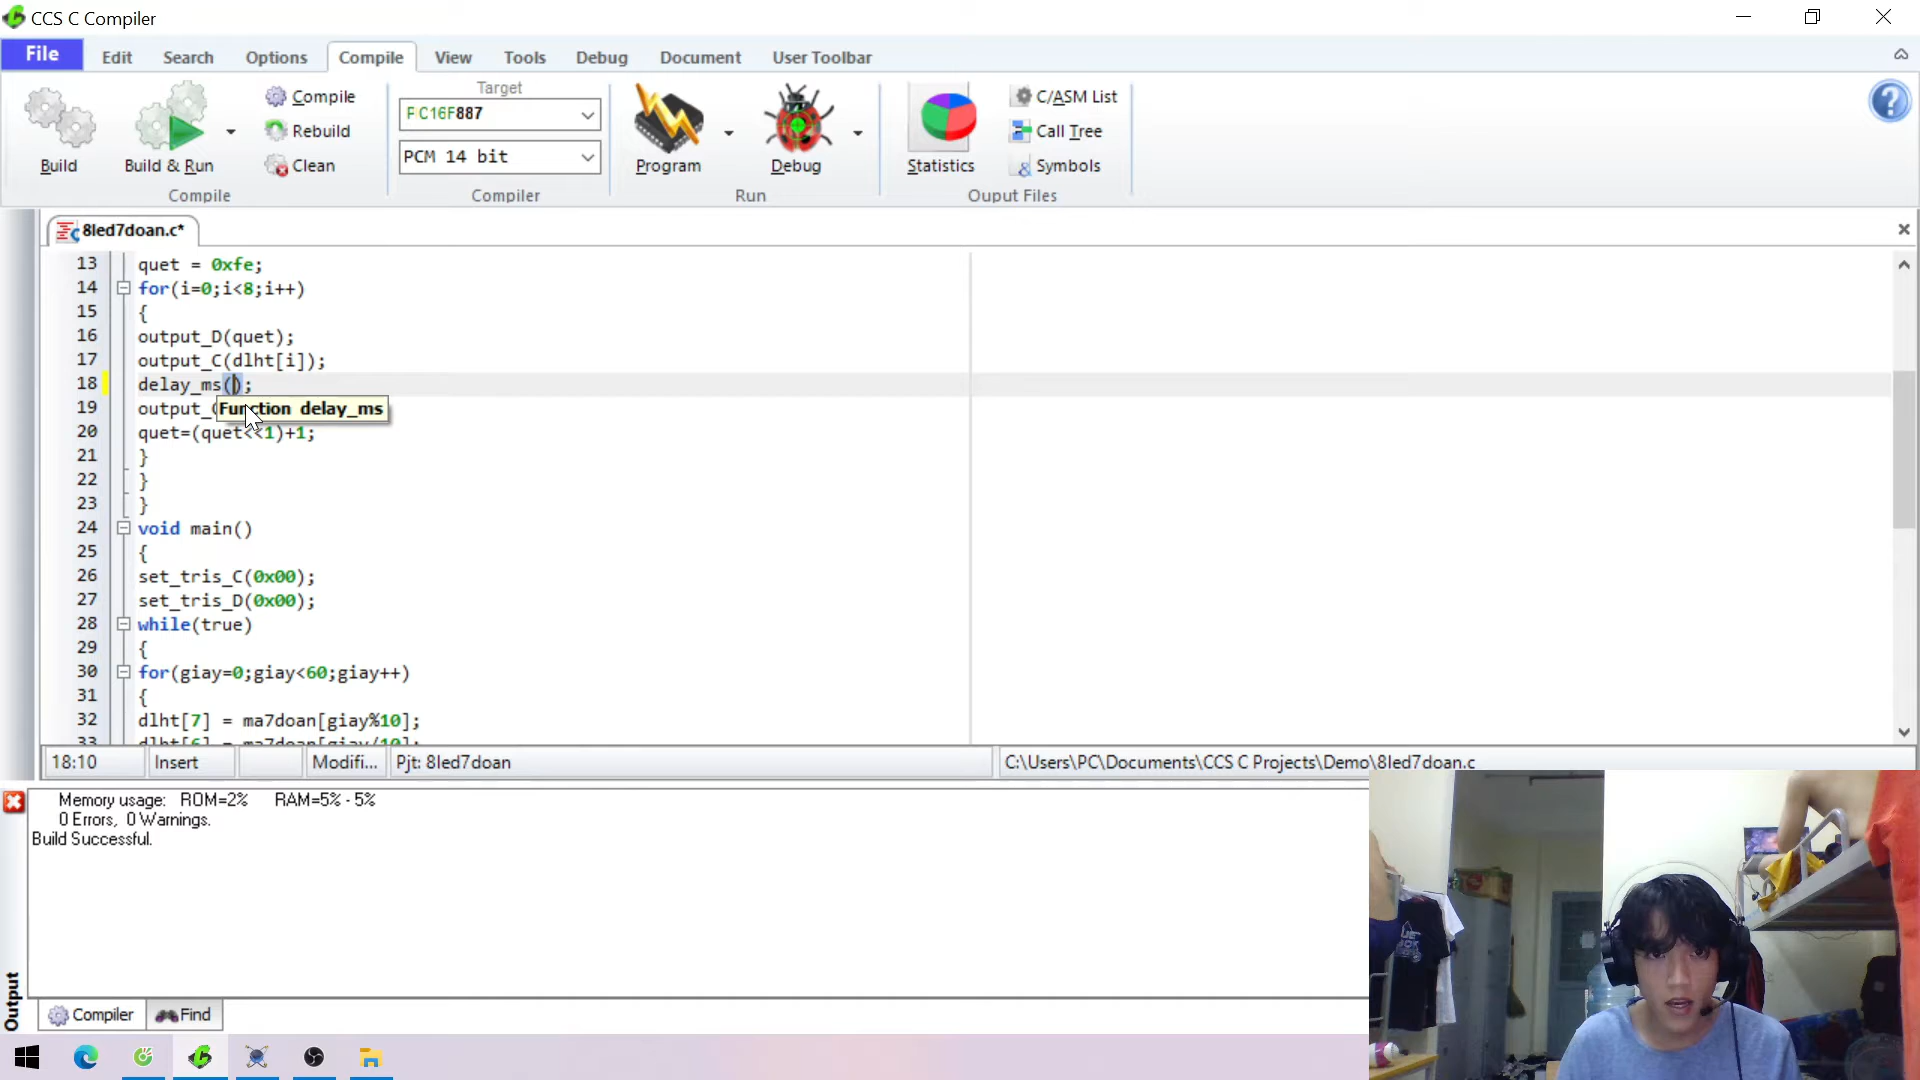 CCS C Compiler
File Edit Search Options Compile View Tools Debug Document User Toolbar
Build
Build & Run
Compile
Rebuild
Clean
Compile
Target
PIC16F887
PCM 14 bit
Compiler
Program
Debug
Run
Statistics
C/ASM List
Call Tree
Symbols
Ouput Files
8led7doan.c*
13 quet = 0xfe;
14 for(i=0;i<8;i++)
15 {
16 output_D(quet);
17 output_C(dlht[i]);
18 delay_ms();
19 output_
Function delay_ms
20 quet=(quet<<1)+1;
21 }
22 }
23 }
24 void main()
25 {
26 set_tris_C(0x00);
27 set_tris_D(0x00);
28 while(true)
29 {
30 for(giay=0;giay<60;giay++)
31 {
32 dlht[7] = ma7doan[giay%10];
33 dlht[6] = ma7doan[giay/10];
18:10 Insert Modifi... Pjt: 8led7doan C:\Users\PC\Documents\CCS C Projects\Demo\8led7doan.c
Memory usage: ROM=2% RAM=5% - 5%
0 Errors, 0 Warnings.
Build Successful.
Output
Compiler Find